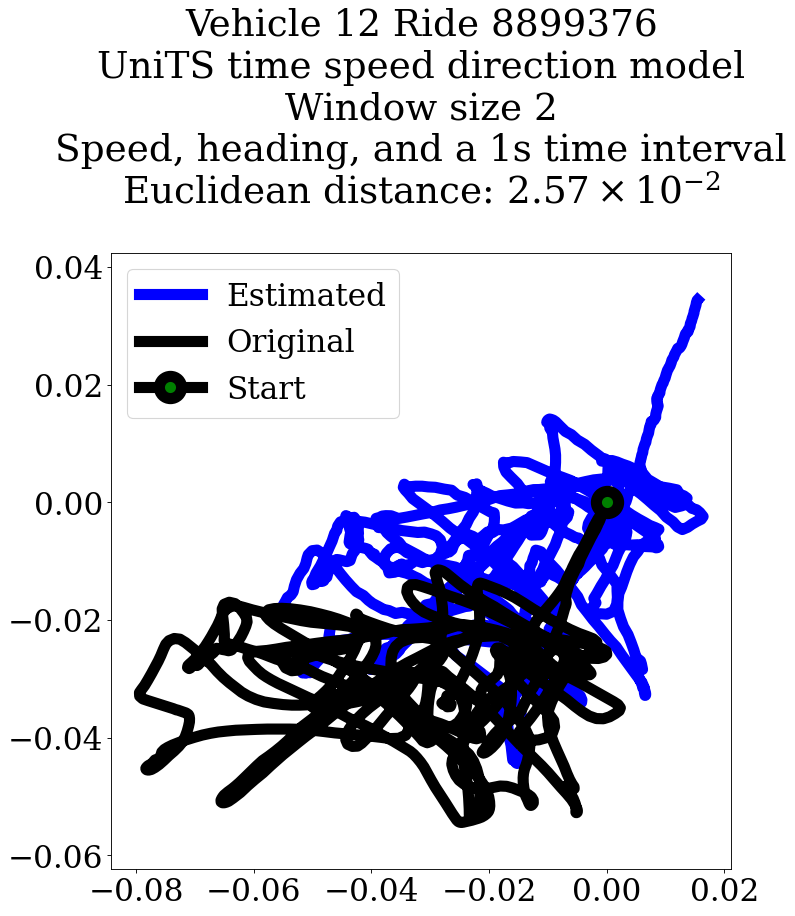 Vehicle 12 Ride 8899376
UniTS time speed direction model
Window size 2
Speed, heading, and a 1s time interval
Euclidean distance: 2.57 × 10⁻²
0.04
0.02
0.00
−0.02
−0.04
−0.06
Estimated
Original
Start
−0.08 −0.06 −0.04 −0.02 0.00 0.02